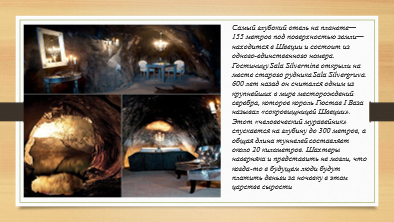 Самый глубокий отель на планете—
155 метров под поверхностью земли—
находится в Швеции и состоит из
одного-единственного номера.
Гостиницу Sala Silvermine открыли на
месте старого рудника Sala Silvergruva.
600 лет назад он считался одним из
крупнейших в мире месторождений
серебра, которое король Гюстав I Ваза
называл «сокровищницей Швеции».
Этот «человеческий муравейник»
спускается на глубину до 300 метров, а
общая длина туннелей составляет
около 20 километров. Шахтеры
наверняка и представить не могли, что
когда-то в будущем люди будут
платить деньги за ночевку в этом
царстве сырости